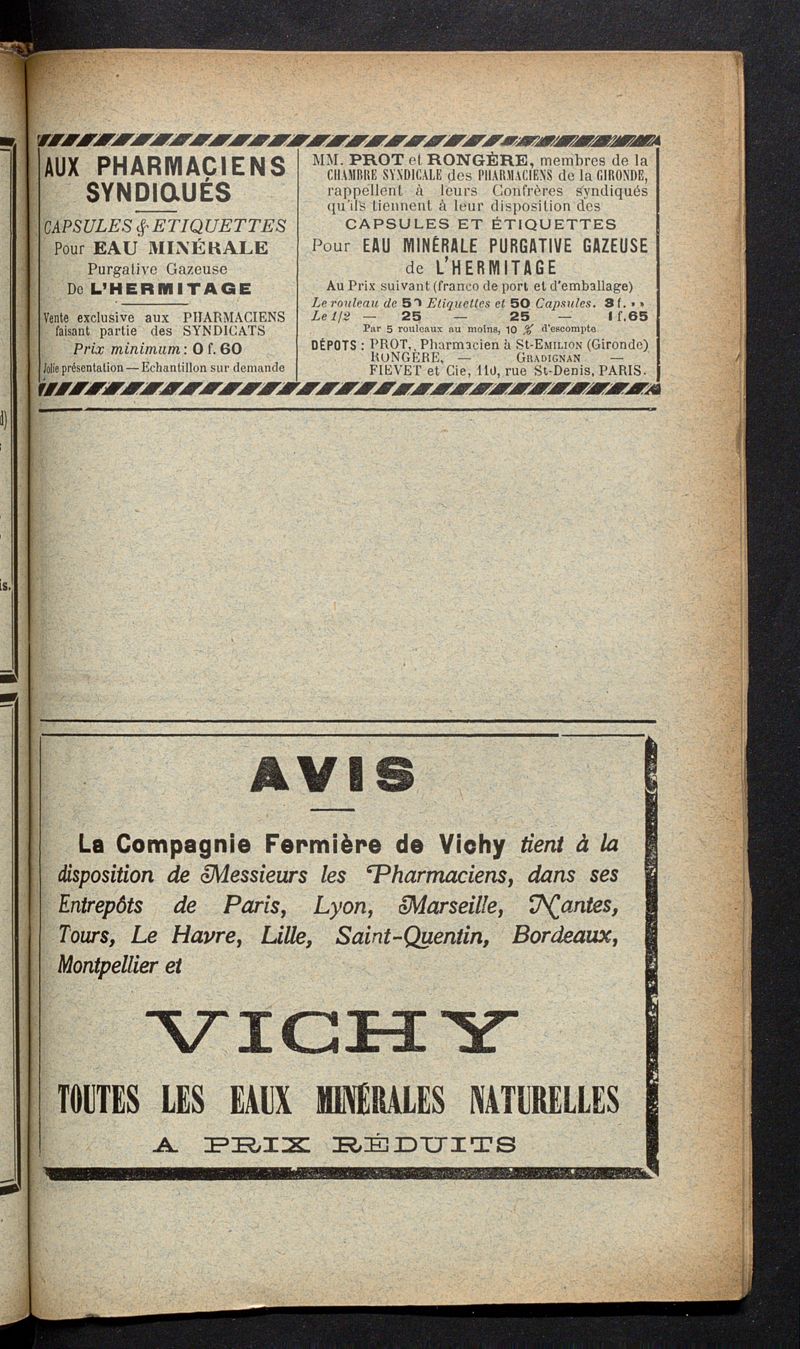 AUX PHARMACIENS
SYNDIQUÉS
CAPSULES & ETIQUETTES
Pour EAU MINÉRALE
Purgative Gazeuse
De L'HERMITAGE
Vente exclusive aux PHARMACIENS
faisant partie des SYNDICATS
Prix minimum: 0 f. 60
Jolie présentation — Echantillon sur demande
MM. PROT et RONGÈRE, membres de la
CHAMBRE SYNDICALE des PHARMACIENS de la GIRONDE,
rappellent à leurs Confrères syndiqués
qu'ils tiennent à leur disposition des
CAPSULES ET ÉTIQUETTES
Pour EAU MINÉRALE PURGATIVE GAZEUSE
de L'HERMITAGE
Au Prix suivant (franco de port et d'emballage)
Le rouleau de 50 Etiquettes et 50 Capsules. 3 f. » »
Le 1/2 — 25 — 25 — 1 f. 65
Par 5 rouleaux au moins, 10 % d'escompte
DÉPOTS : PROT, Pharmacien à St-EMILION (Gironde)
RONGÈRE, — GRADIGNAN —
FIEVET et Cie, 110, rue St-Denis, PARIS.
d)
is.
AVIS
La Compagnie Fermière de Vichy tient à la
disposition de Messieurs les Pharmaciens, dans ses
Entrepôts de Paris, Lyon, Marseille, Nantes,
Tours, Le Havre, Lille, Saint-Quentin, Bordeaux,
Montpellier et
VICHY
TOUTES LES EAUX MINÉRALES NATURELLES
A PRIX RÉDUITS